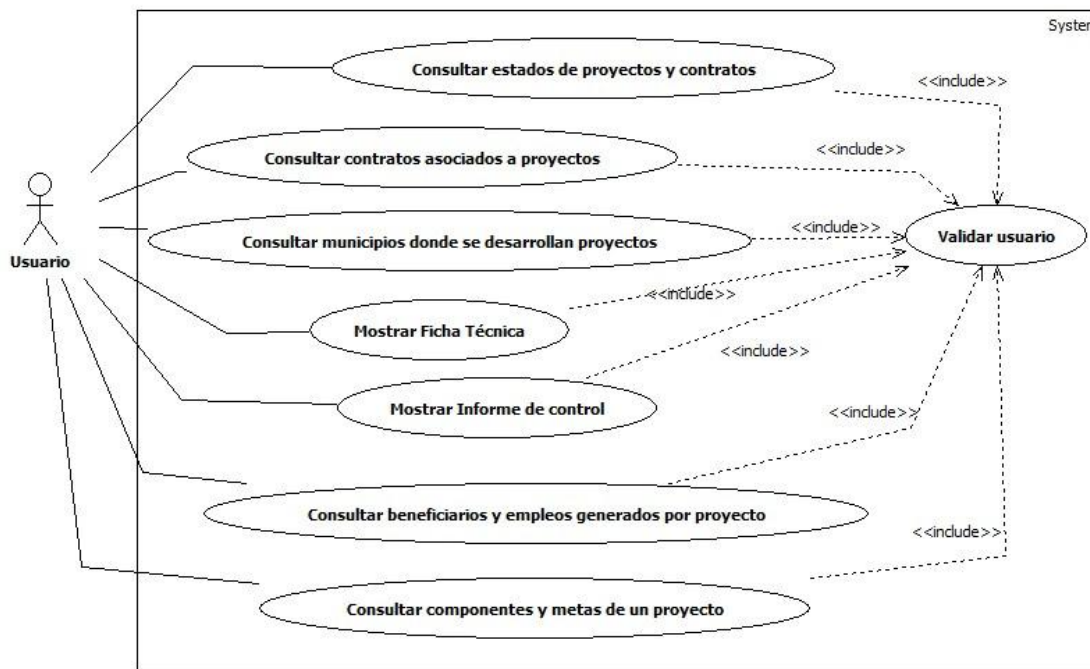 System
Consultar estados de proyectos y contratos
<<include>>
Consultar contratos asociados a proyectos
<<include>>
<<include>>
Consultar municipios donde se desarrollan proyectos
Validar usuario
Usuario
<<include>>
Mostrar Ficha Técnica
<<include>>
Mostrar Informe de control
<<include>>
Consultar beneficiarios y empleos generados por proyecto
<<include>>
Consultar componentes y metas de un proyecto